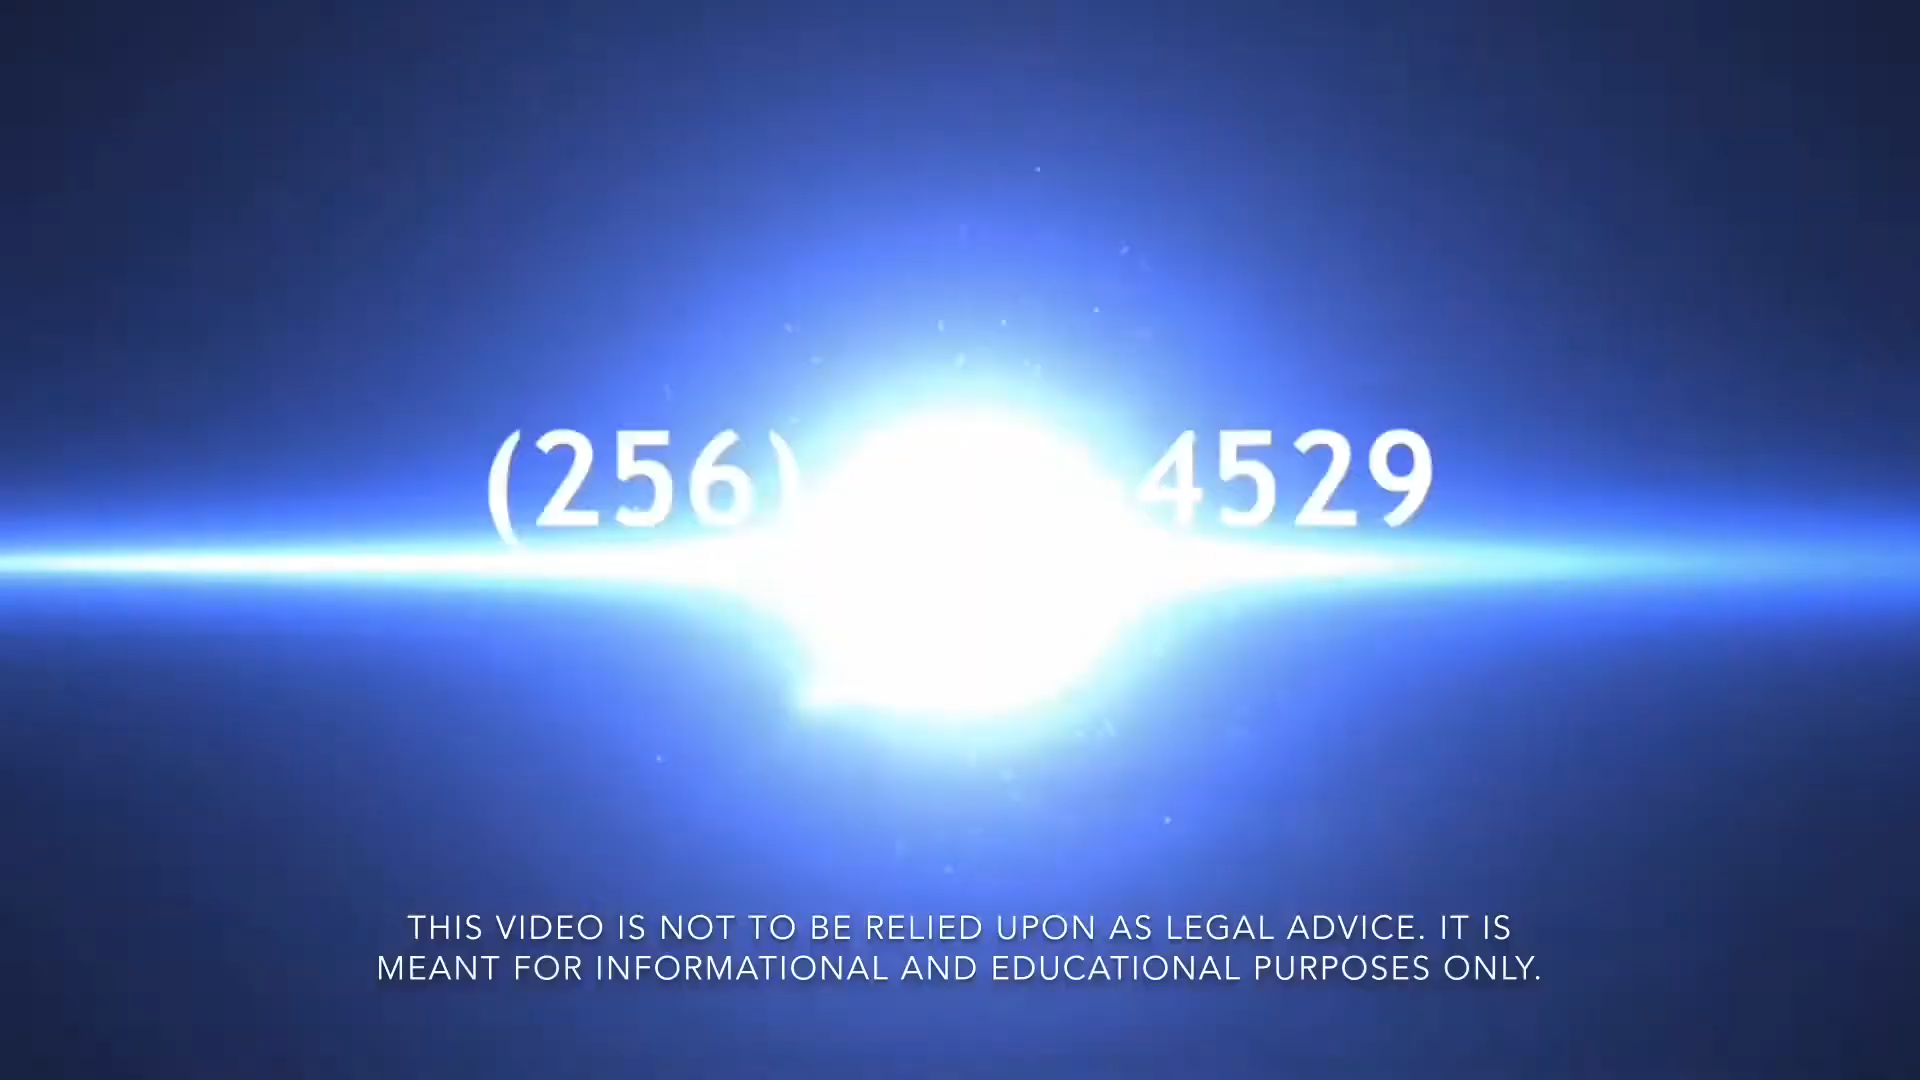 (256) 4529
THIS VIDEO IS NOT TO BE RELIED UPON AS LEGAL ADVICE. IT IS
MEANT FOR INFORMATIONAL AND EDUCATIONAL PURPOSES ONLY.